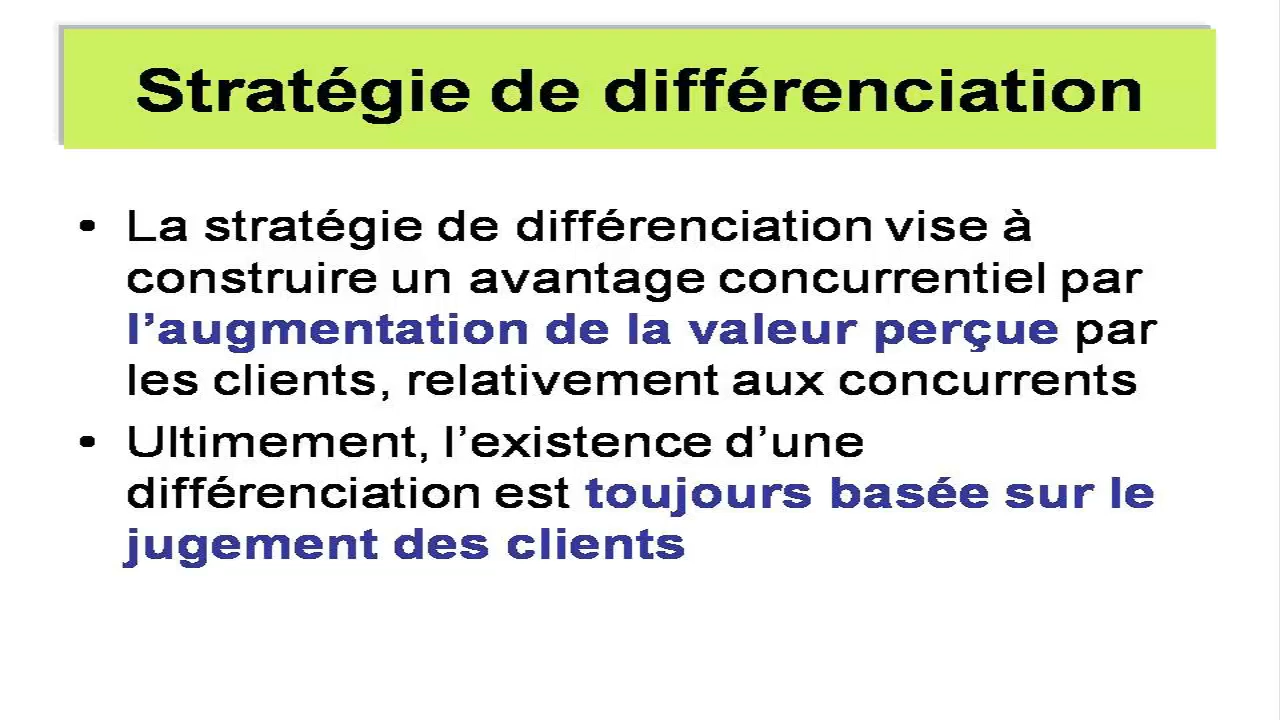 Stratégie de différenciation
• La stratégie de différenciation vise à
construire un avantage concurrentiel par
l’augmentation de la valeur perçue par
les clients, relativement aux concurrents
• Ultimement, l’existence d’une
différenciation est toujours basée sur le
jugement des clients